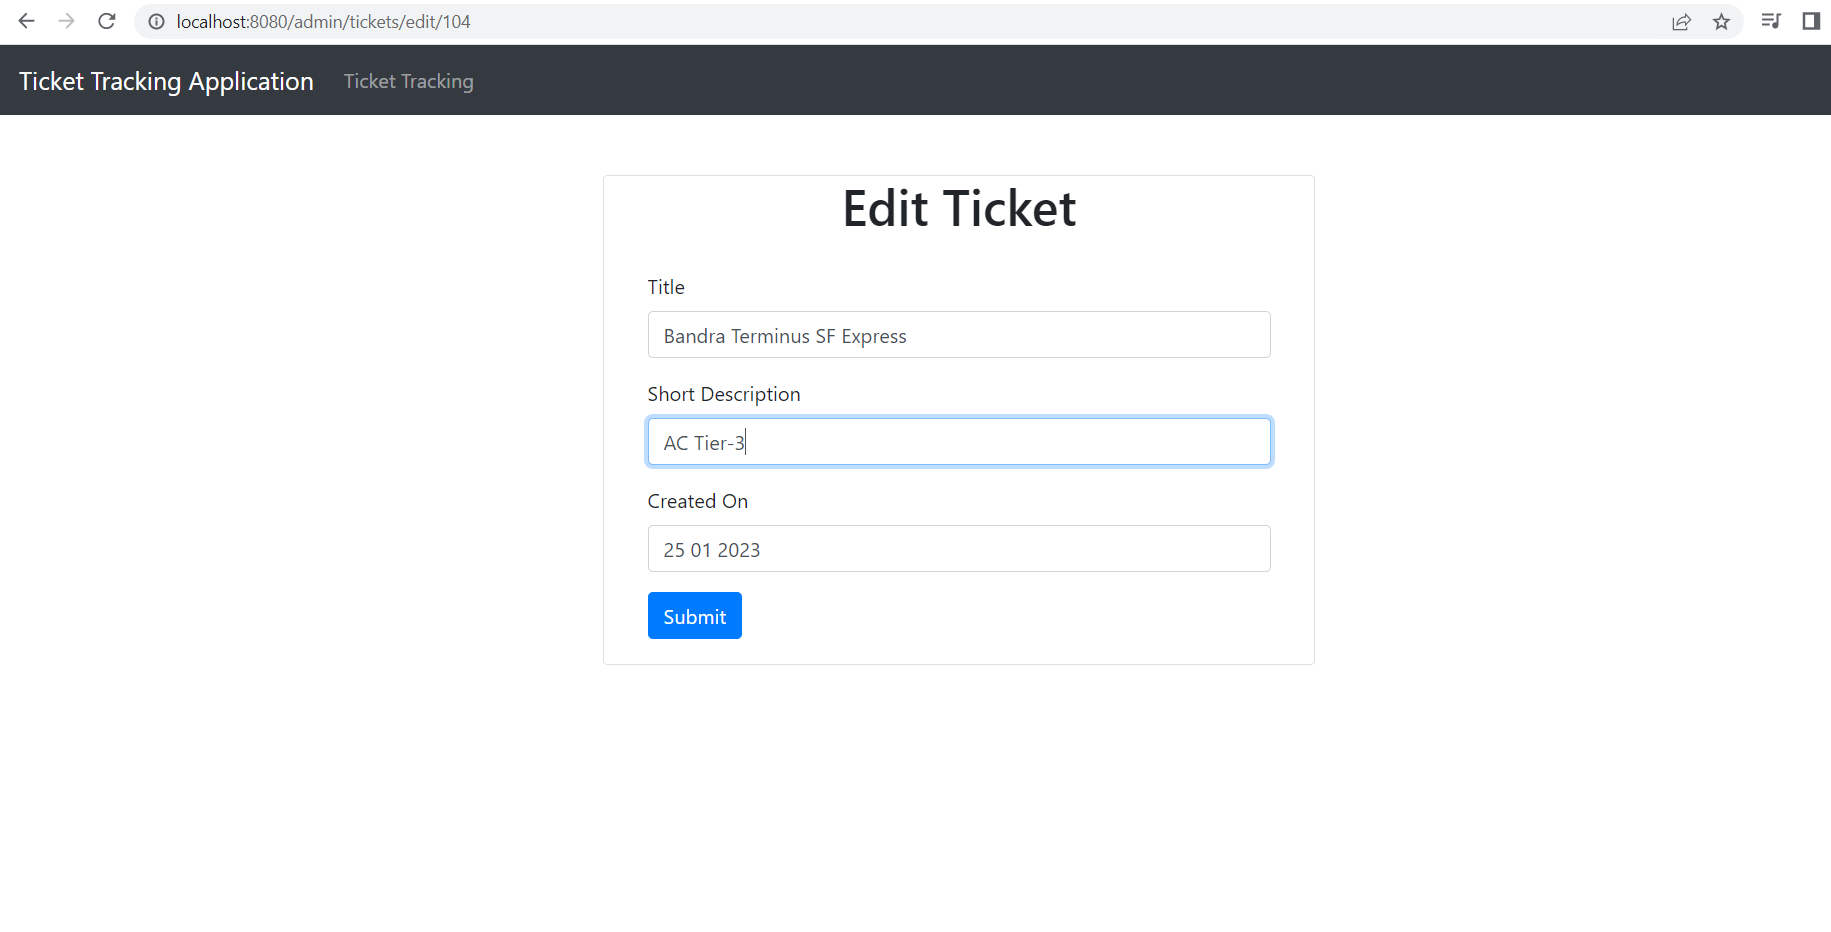 localhost:8080/admin/tickets/edit/104
Ticket Tracking Application Ticket Tracking
Edit Ticket
Title
Bandra Terminus SF Express
Short Description
AC Tier-3
Created On
25 01 2023
Submit